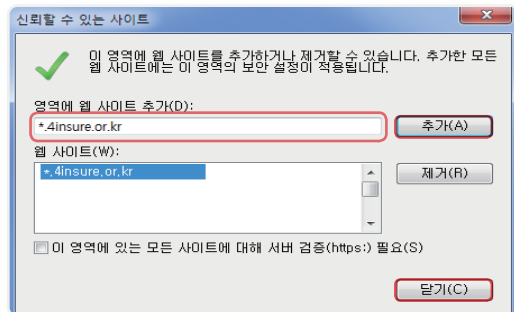 신뢰할 수 있는 사이트
이 영역에 웹 사이트를 추가하거나 제거할 수 있습니다. 추가한 모든
웹 사이트에는 이 영역의 보안 설정이 적용됩니다.
영역에 웹 사이트 추가(D):
*.4insure.or.kr
추가(A)
웹 사이트(W):
*.4insure.or.kr
제거(R)
이 영역에 있는 모든 사이트에 대해 서버 검증(https:) 필요(S)
닫기(C)